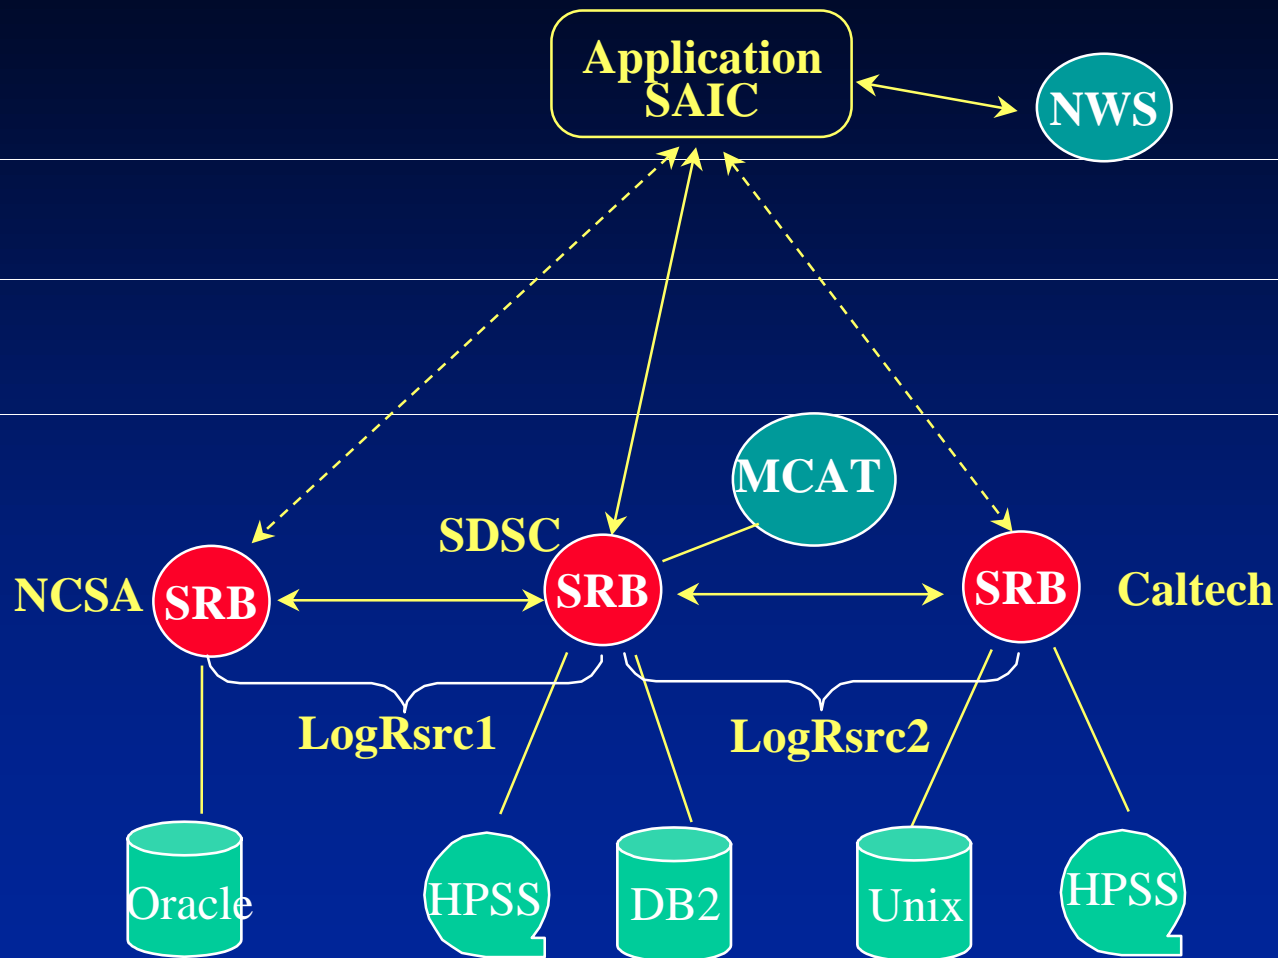 Application
SAIC
NWS
MCAT
SDSC
NCSA
SRB
SRB
SRB
Caltech
LogRsrc1
LogRsrc2
Oracle
HPSS
DB2
Unix
HPSS